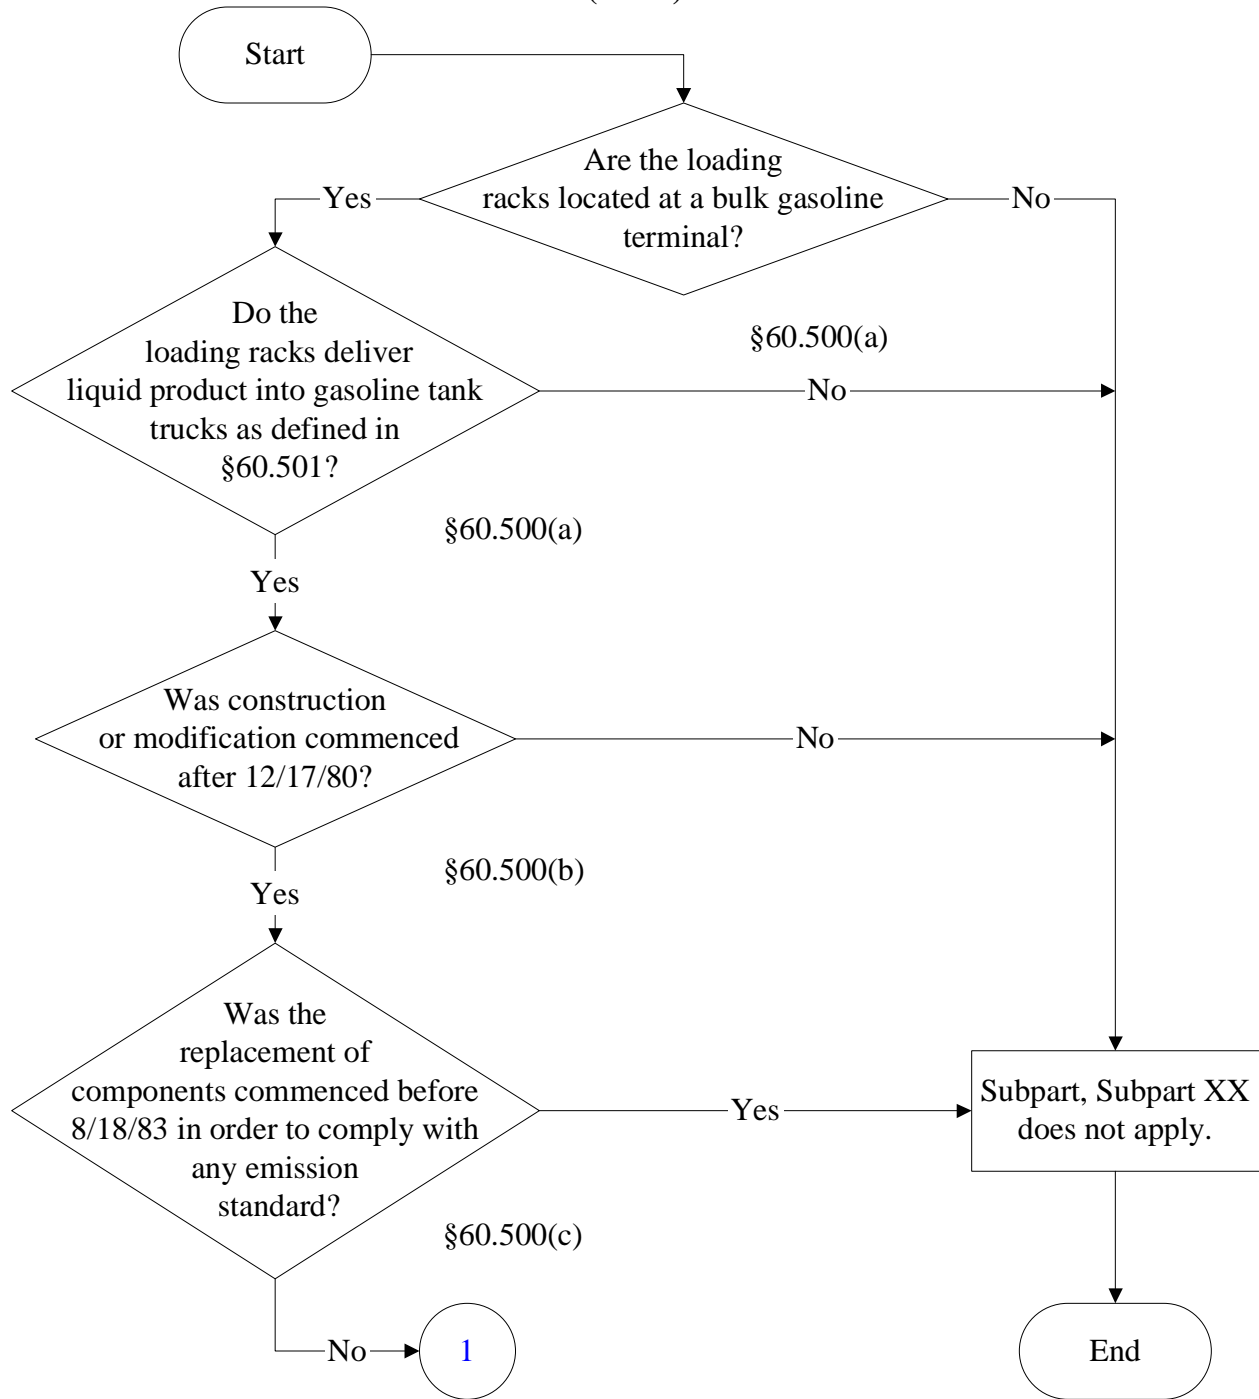 Start
Are the loading
racks located at a bulk gasoline
terminal?
Yes
No
§60.500(a)
Do the
loading racks deliver
liquid product into gasoline tank
trucks as defined in
§60.501?
No
§60.500(a)
Yes
Was construction
or modification commenced
after 12/17/80?
No
§60.500(b)
Yes
Was the
replacement of
components commenced before
8/18/83 in order to comply with
any emission
standard?
Yes
Subpart, Subpart XX
does not apply.
§60.500(c)
No
1
End